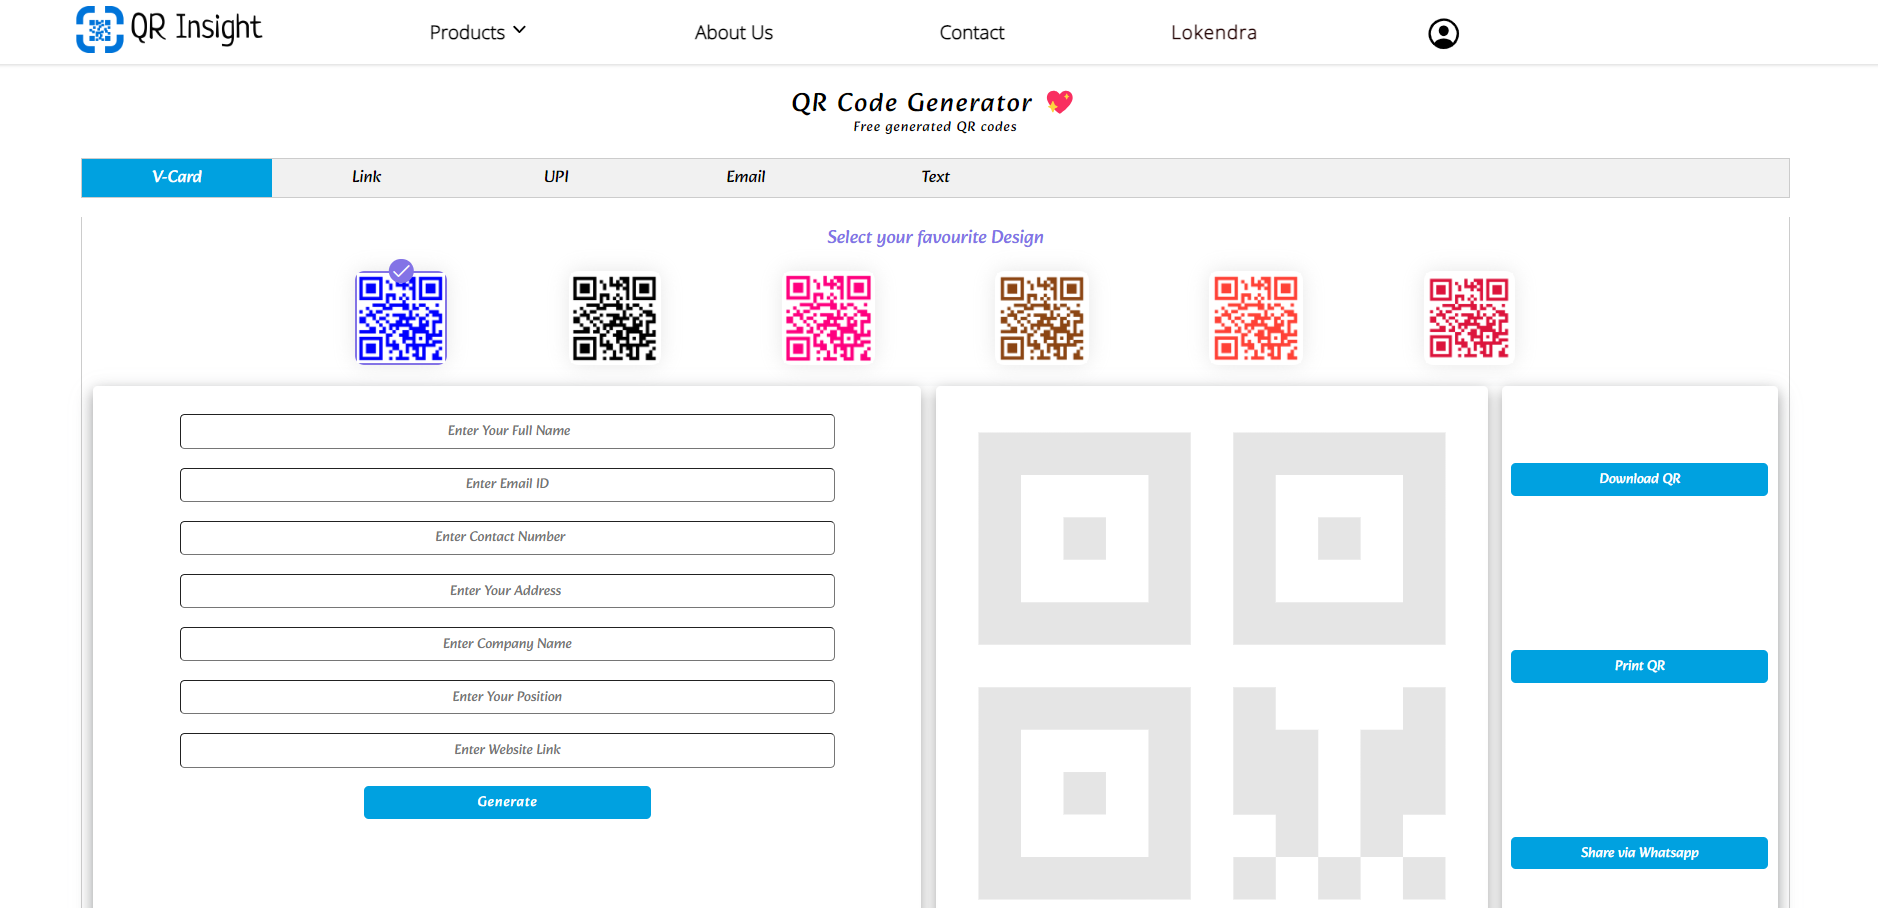 QR Insight
Products
About Us
Contact
Lokendra
QR Code Generator 💖
Free generated QR codes
V-Card
Link
UPI
Email
Text
Select your favourite Design
Enter Your Full Name
Enter Email ID
Enter Contact Number
Enter Your Address
Enter Company Name
Enter Your Position
Enter Website Link
Generate
Download QR
Print QR
Share via Whatsapp